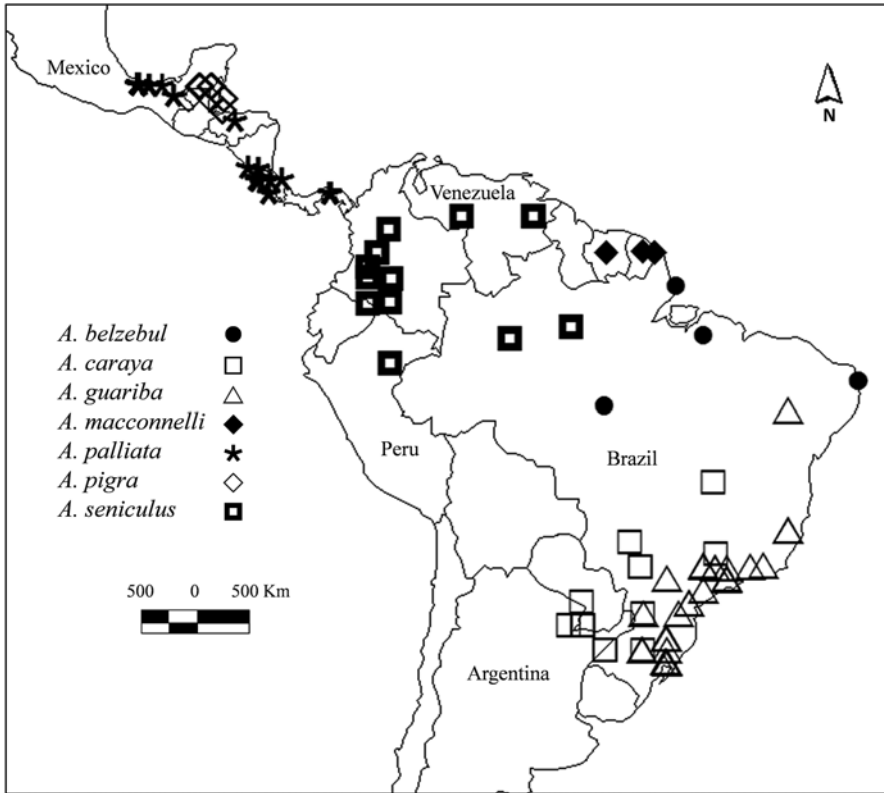 Mexico
N
Venezuela
A. belzebul
A. caraya
A. guariba
A. macconnelli
A. palliata
A. pigra
A. seniculus
Peru
Brazil
500 0 500 Km
Argentina